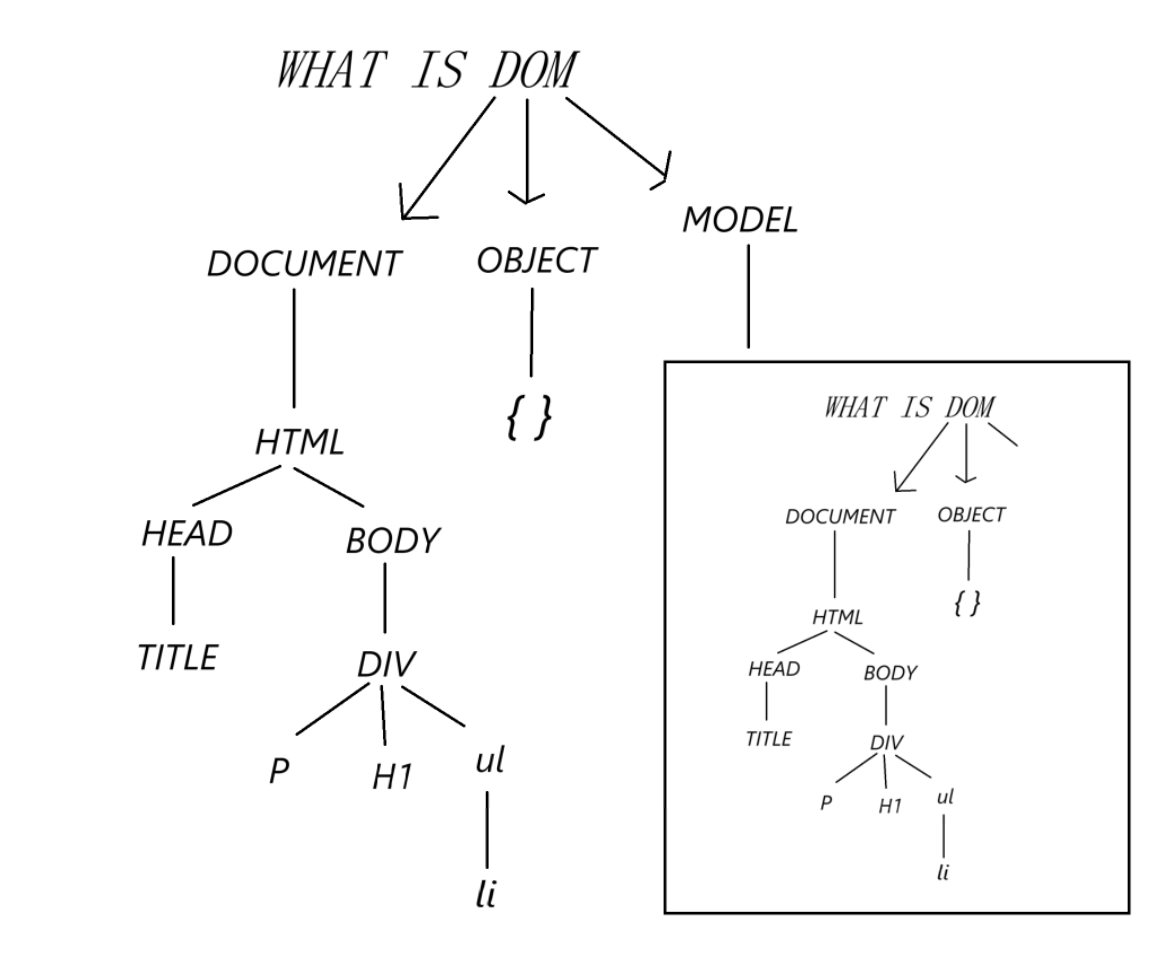 WHAT IS DOM
DOCUMENT
OBJECT
MODEL
HTML
{ }
HEAD
BODY
TITLE
DIV
P
H1
ul
li
WHAT IS DOM
DOCUMENT
OBJECT
HTML
{ }
HEAD
BODY
TITLE
DIV
P
H1
ul
li